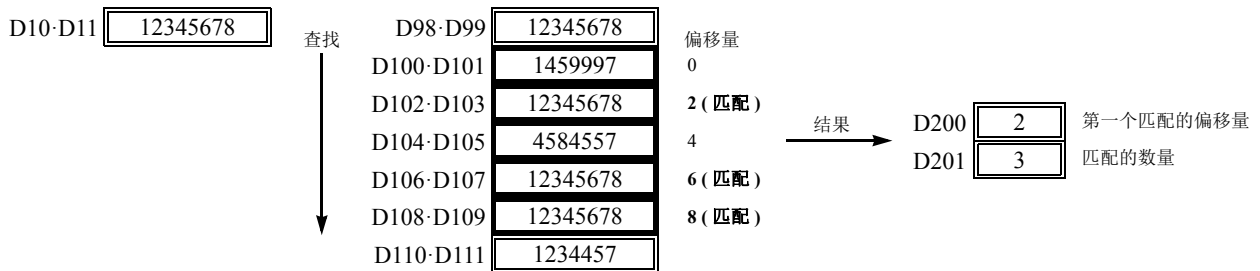 D10·D11 12345678
查找
D98·D99 12345678
偏移量
D100·D101 1459997 0
D102·D103 12345678 2 ( 匹配 )
D104·D105 4584557 4
D106·D107 12345678 6 ( 匹配 )
D108·D109 12345678 8 ( 匹配 )
D110·D111 1234457
结果
D200 2 第一个匹配的偏移量
D201 3 匹配的数量